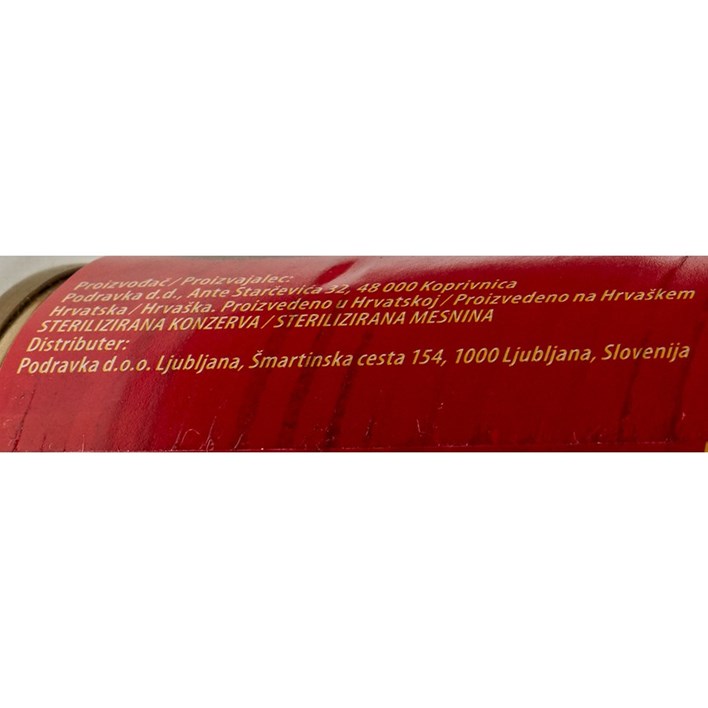 Proizvođač / Proizvajalec:
Podravka d.d., Ante Starčevića 32, 48 000 Koprivnica
Hrvatska / Hrvaška. Proizvedeno u Hrvatskoj / Proizvedeno na Hrvaškem
STERILIZIRANA KONZERVA / STERILIZIRANA MESNINA
Distributer:
Podravka d.o.o. Ljubljana, Šmartinska cesta 154, 1000 Ljubljana, Slovenija